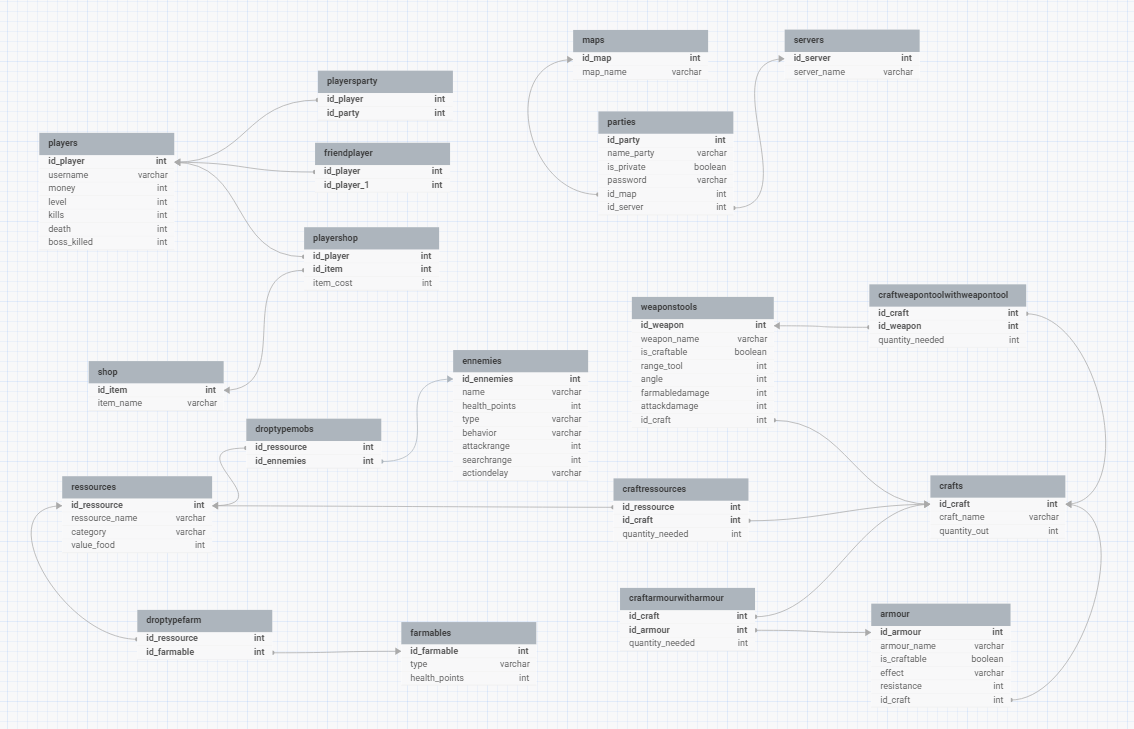 maps
id_map int
map_name varchar
servers
id_server int
server_name varchar
playersparty
id_player int
id_party int
parties
id_party int
name_party varchar
is_private boolean
password varchar
id_map int
id_server int
players
id_player int
username varchar
money int
level int
kills int
death int
boss_killed int
friendplayer
id_player int
id_player_1 int
playershop
id_player int
id_item int
item_cost int
craftweapontoolwithweapontool
id_craft int
id_weapon int
quantity_needed int
weaponstools
id_weapon int
weapon_name varchar
is_craftable boolean
range_tool int
angle int
farmabledamage int
attackdamage int
id_craft int
shop
id_item int
item_name varchar
ennemies
id_ennemies int
name varchar
health_points int
type varchar
behavior varchar
attackrange int
searchrange int
actiondelay varchar
droptypemobs
id_ressource int
id_ennemies int
ressources
id_ressource int
ressource_name varchar
category varchar
value_food int
craftressources
id_ressource int
id_craft int
quantity_needed int
crafts
id_craft int
craft_name varchar
quantity_out int
craftarmourwitharmour
id_craft int
id_armour int
quantity_needed int
armour
id_armour int
armour_name varchar
is_craftable boolean
effect varchar
resistance int
id_craft int
droptypefarm
id_ressource int
id_farmable int
farmables
id_farmable int
type varchar
health_points int